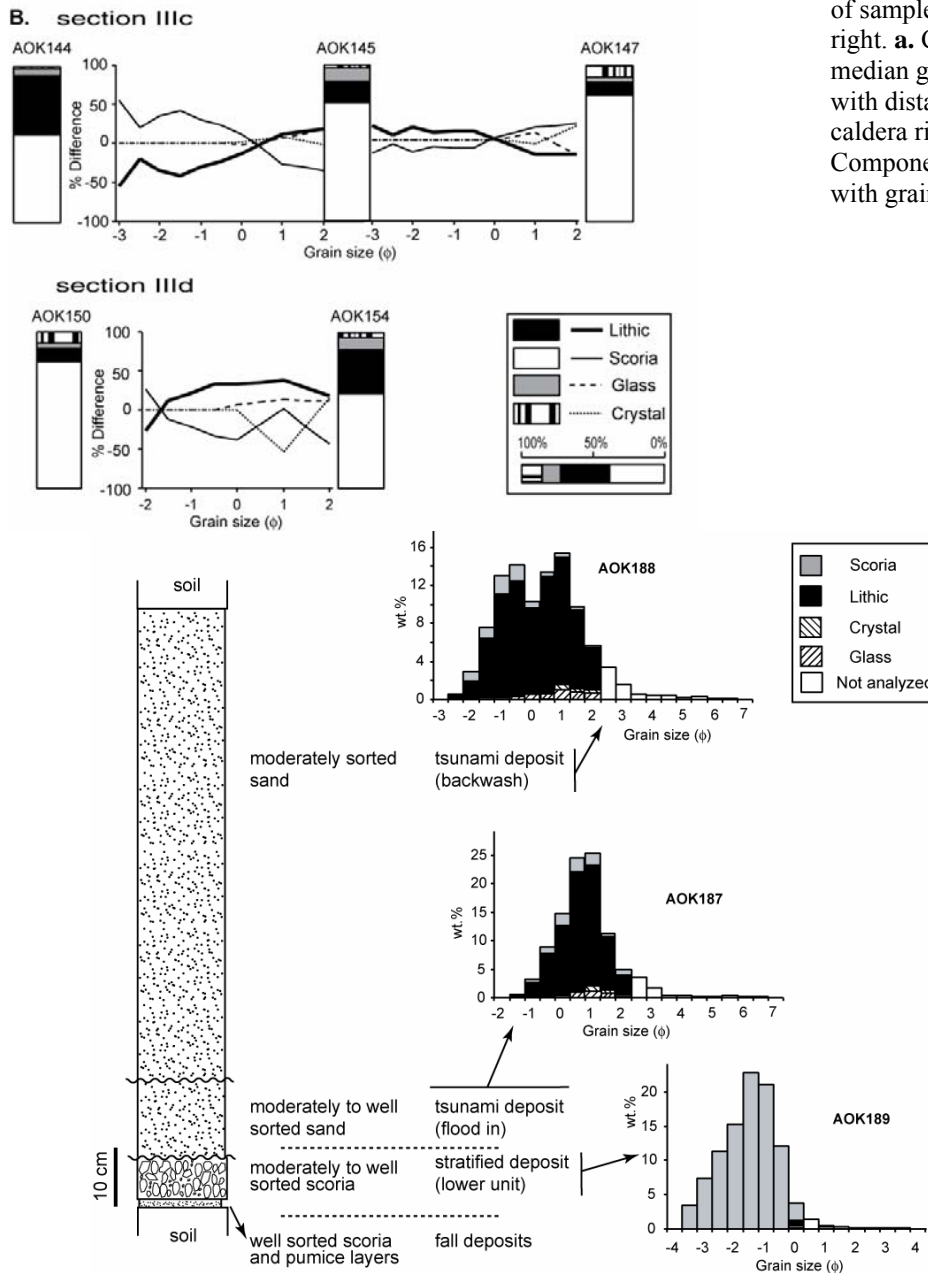 B. section IIIc
AOK144
AOK145
AOK147
100
50
0
-50
-100
% Difference
-3 -2 -1 0 1 2 -3 -2 -1 0 1 2
Grain size (ϕ)
of sample
right. a. C
median g
with dista
caldera ri
Compone
with grain
section IIId
AOK150
AOK154
100
50
0
-50
-100
% Difference
-2 -1 0 1 2
Grain size (ϕ)
Lithic
Scoria
Glass
Crystal
100% 50% 0%
soil
16
12
8
4
0
wt.%
AOK188
-3 -2 -1 0 1 2 3 4 5 6 7
Grain size (ϕ)
Scoria
Lithic
Crystal
Glass
Not analyzed
moderately sorted
sand
tsunami deposit
(backwash)
25
20
15
10
5
0
wt.%
AOK187
-2 -1 0 1 2 3 4 5 6 7
Grain size (ϕ)
moderately to well
sorted sand
tsunami deposit
(flood in)
10 cm
moderately to well
sorted scoria
stratified deposit
(lower unit)
20
15
10
5
0
wt.%
AOK189
-4 -3 -2 -1 0 1 2 3 4
Grain size (ϕ)
soil
well sorted scoria
and pumice layers
fall deposits